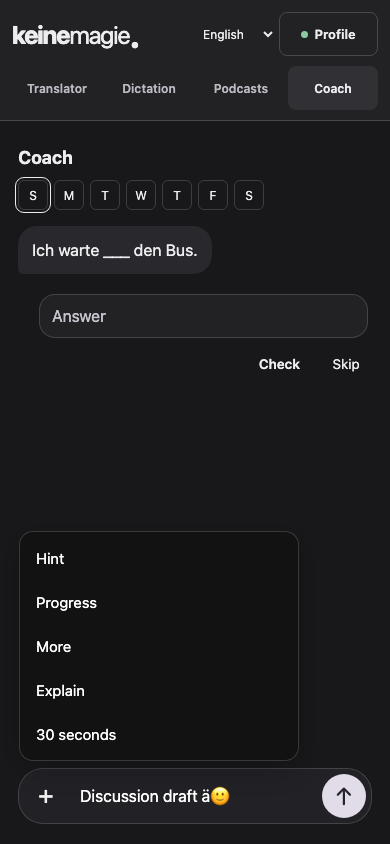 keinemagie.
English
Profile
Translator Dictation Podcasts Coach
Coach
S M T W T F S
Ich warte ___ den Bus.
Answer
Check Skip
Hint
Progress
More
Explain
30 seconds
+ Discussion draft ä🙂